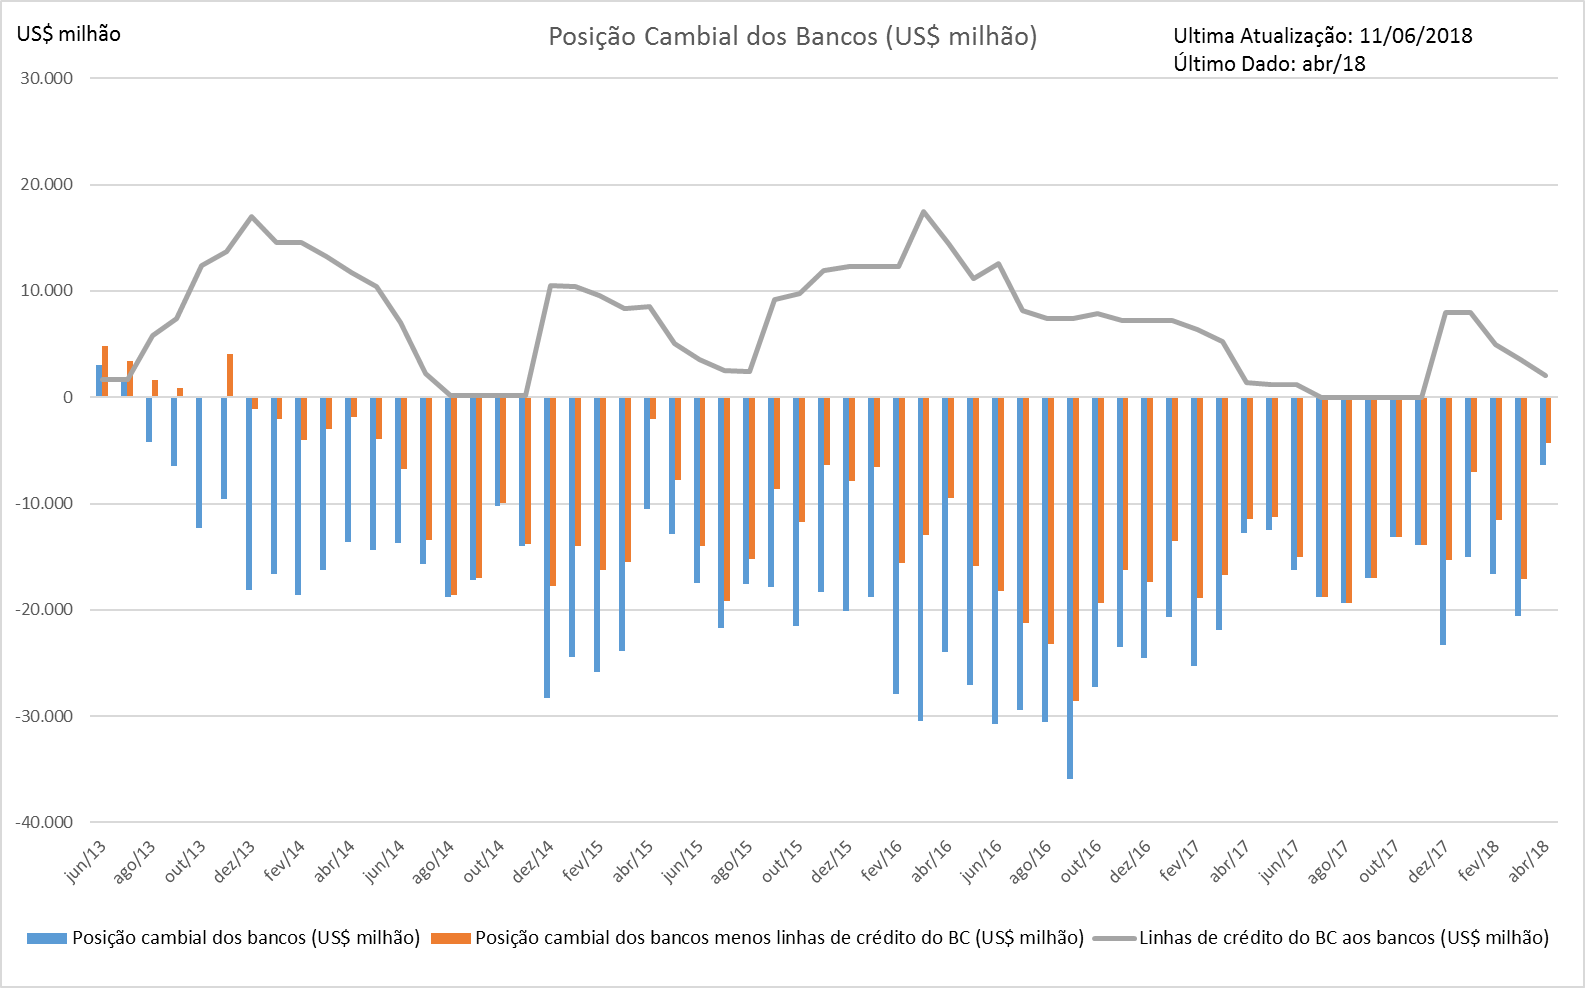 US$ milhão
Posição Cambial dos Bancos (US$ milhão)
Ultima Atualização: 11/06/2018
Último Dado: abr/18
30.000
20.000
10.000
0
-10.000
-20.000
-30.000
-40.000
jun/13
ago/13
out/13
dez/13
fev/14
abr/14
jun/14
ago/14
out/14
dez/14
fev/15
abr/15
jun/15
ago/15
out/15
dez/15
fev/16
abr/16
jun/16
ago/16
out/16
dez/16
fev/17
abr/17
jun/17
ago/17
out/17
dez/17
fev/18
abr/18
Posição cambial dos bancos (US$ milhão)
Posição cambial dos bancos menos linhas de crédito do BC (US$ milhão)
Linhas de crédito do BC aos bancos (US$ milhão)